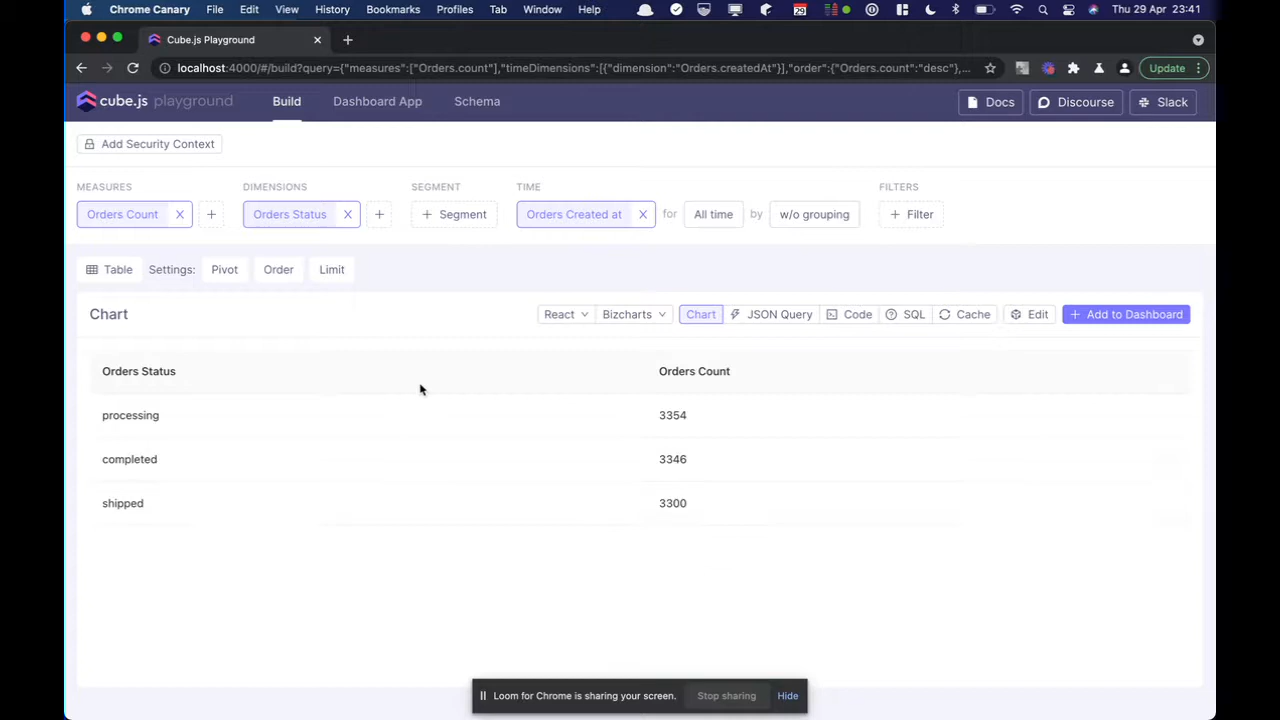 Chrome Canary File Edit View History Bookmarks Profiles Tab Window Help 29 Thu 29 Apr 23:41
Cube.js Playground
localhost:4000/#/build?query={"measures":["Orders.count"],"timeDimensions":[{"dimension":"Orders.createdAt"}],"order":{"Orders.count":"desc"},... Update
cube.js playground Build Dashboard App Schema Docs Discourse Slack
Add Security Context
MEASURES DIMENSIONS SEGMENT TIME FILTERS
Orders Count X + Orders Status X + + Segment Orders Created at X for All time by w/o grouping + Filter
Table Settings: Pivot Order Limit
Chart React Bizcharts Chart JSON Query Code SQL Cache Edit + Add to Dashboard
Orders Status Orders Count
processing 3354
completed 3346
shipped 3300
Loom for Chrome is sharing your screen. Stop sharing Hide